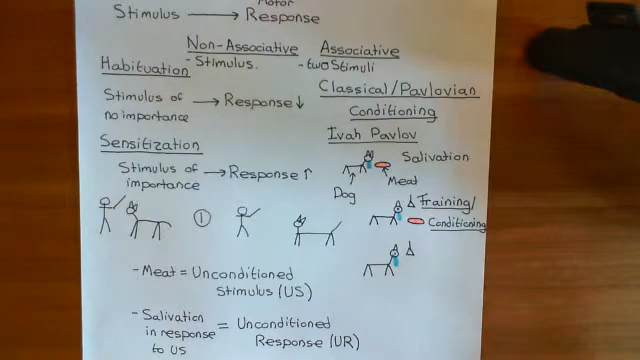 Motor
Stimulus → Response
Non-Associative
- Stimulus.
Associative
- two Stimuli
Habituation
Stimulus of no importance → Response ↓
Sensitization
Stimulus of importance → Response ↑
①
Classical/Pavlovian
Conditioning
Ivan Pavlov
Salivation
Meat
Dog
Training/
Conditioning
- Meat = Unconditioned
Stimulus (US)
- Salivation
in response
to US
= Unconditioned
Response (UR)